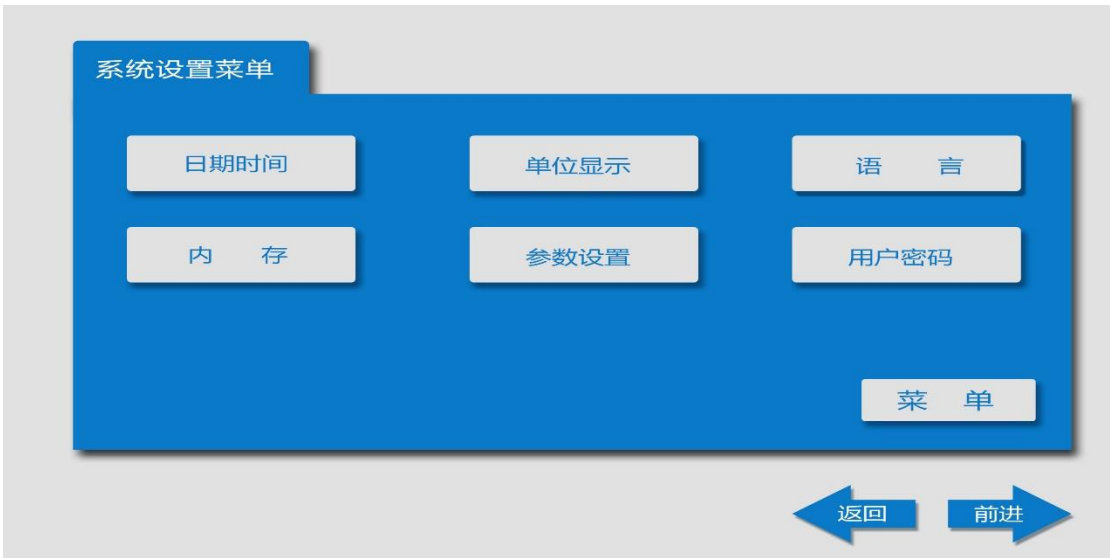 系统设置菜单
日期时间 单位显示 语 言
内 存 参数设置 用户密码
菜 单
返回 前进